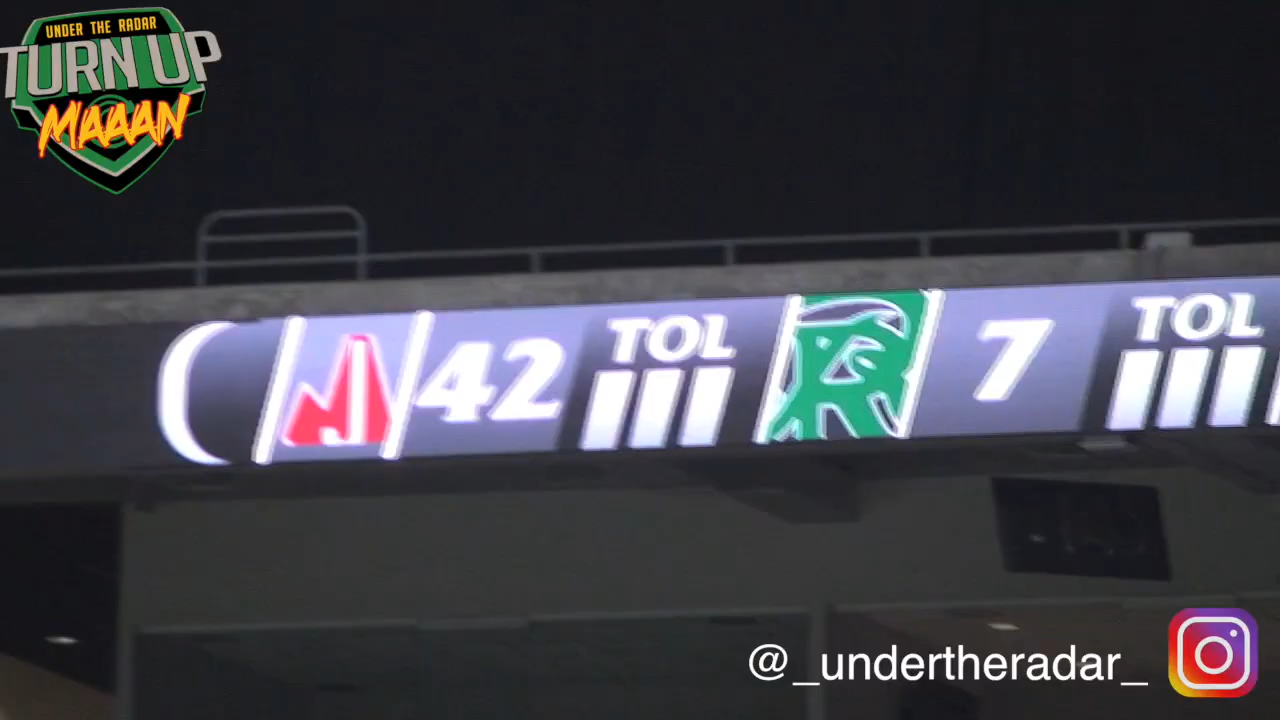 UNDER THE RADAR
TURN UP
MAAAN
42 TOL 7 TOL
@_undertheradar_